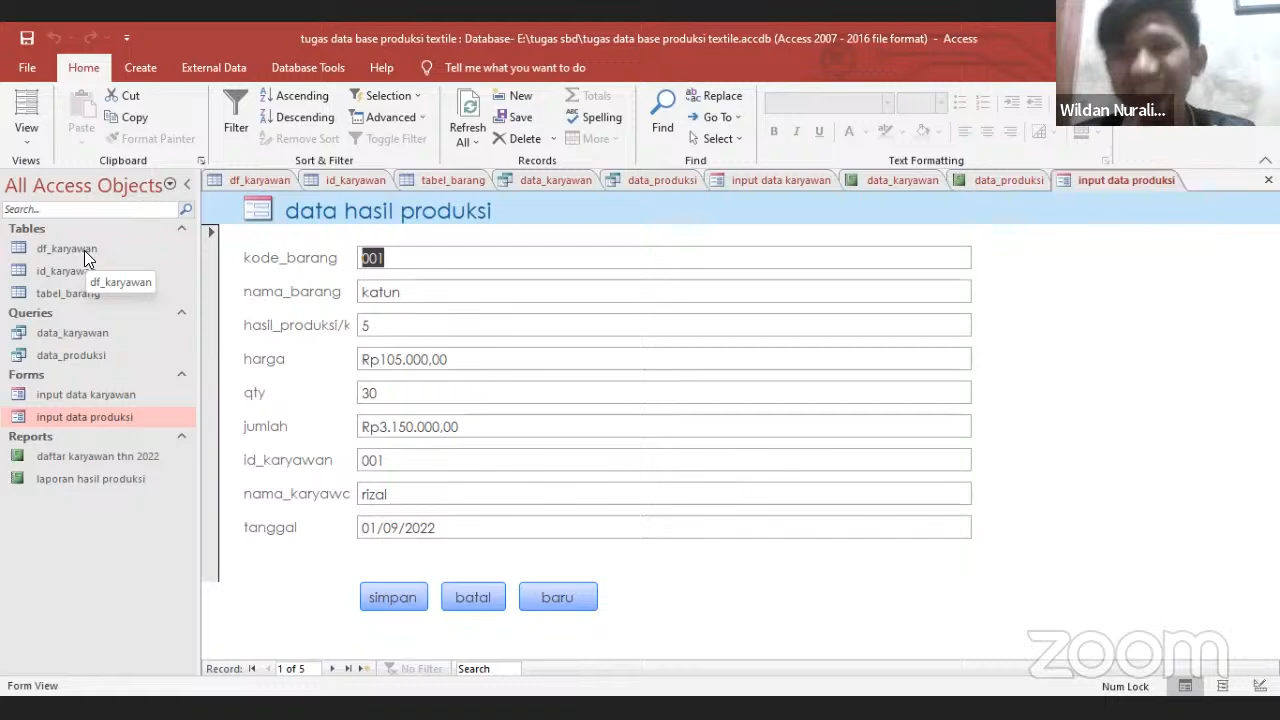 tugas data base produksi textile : Database- E:\tugas sbd\tugas data base produksi textile.accdb (Access 2007 - 2016 file format) - Access
File Home Create External Data Database Tools Help Tell me what you want to do
Wildan Nurali...
View
Views
Paste
Cut
Copy
Format Painter
Clipboard
Filter
Ascending
Descending
Remove Sort
Selection
Advanced
Toggle Filter
Sort & Filter
Refresh All
New
Save
Delete
Totals
Spelling
More
Records
Find
Replace
Go To
Select
Find
B I U A
Text Formatting
All Access Objects
Search...
Tables
df_karyawan
df_karyawan
tabel_barang
Queries
data_karyawan
data_produksi
Forms
input data karyawan
input data produksi
Reports
daftar karyawan thn 2022
laporan hasil produksi
df_karyawan id_karyawan tabel_barang data_karyawan data_produksi input data karyawan data_karyawan data_produksi input data produksi
data hasil produksi
kode_barang 001
nama_barang katun
hasil_produksi/k 5
harga Rp105.000,00
qty 30
jumlah Rp3.150.000,00
id_karyawan 001
nama_karyawa rizal
tanggal 01/09/2022
simpan batal baru
Record: 1 of 5 No Filter Search
zoom
Form View
Num Lock